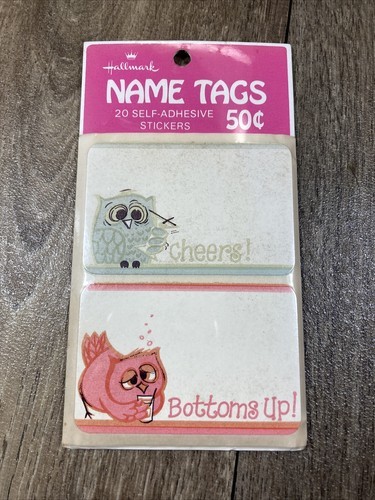 Hallmark
NAME TAGS
20 SELF-ADHESIVE
STICKERS 50¢
cheers!
Bottoms Up!